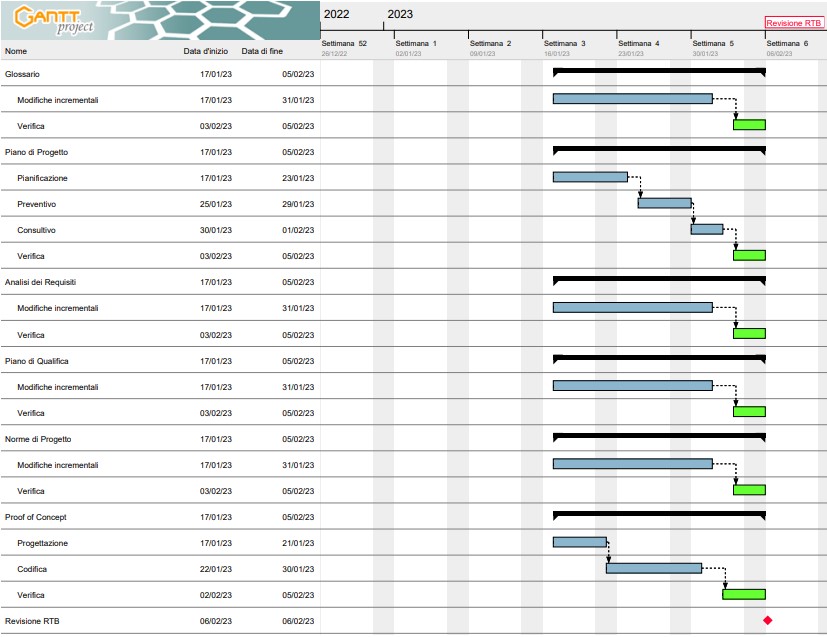 GANTT
project
2022 2023
Revisione RTB
Nome Data d'inizio Data di fine
Settimana 52 Settimana 1 Settimana 2 Settimana 3 Settimana 4 Settimana 5 Settimana 6
26/12/22 02/01/23 09/01/23 16/01/23 23/01/23 30/01/23 06/02/23
Glossario 17/01/23 05/02/23
Modifiche incrementali 17/01/23 31/01/23
Verifica 03/02/23 05/02/23
Piano di Progetto 17/01/23 05/02/23
Pianificazione 17/01/23 23/01/23
Preventivo 25/01/23 29/01/23
Consultivo 30/01/23 01/02/23
Verifica 03/02/23 05/02/23
Analisi dei Requisiti 17/01/23 05/02/23
Modifiche incrementali 17/01/23 31/01/23
Verifica 03/02/23 05/02/23
Piano di Qualifica 17/01/23 05/02/23
Modifiche incrementali 17/01/23 31/01/23
Verifica 03/02/23 05/02/23
Norme di Progetto 17/01/23 05/02/23
Modifiche incrementali 17/01/23 31/01/23
Verifica 03/02/23 05/02/23
Proof of Concept 17/01/23 05/02/23
Progettazione 17/01/23 21/01/23
Codifica 22/01/23 30/01/23
Verifica 02/02/23 05/02/23
Revisione RTB 06/02/23 06/02/23